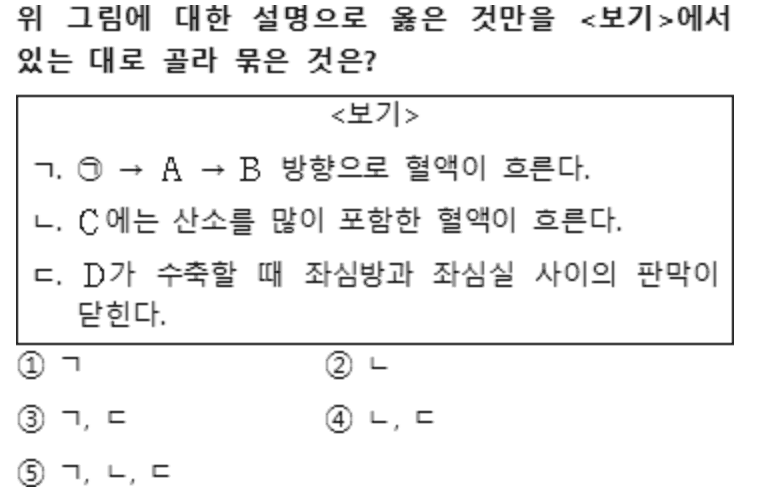 위 그림에 대한 설명으로 옳은 것만을 <보기>에서
있는 대로 골라 묶은 것은?
<보기>
ㄱ. ㉠ → A → B 방향으로 혈액이 흐른다.
ㄴ. C에는 산소를 많이 포함한 혈액이 흐른다.
ㄷ. D가 수축할 때 좌심방과 좌심실 사이의 판막이
닫힌다.
① ㄱ ② ㄴ
③ ㄱ, ㄷ ④ ㄴ, ㄷ
⑤ ㄱ, ㄴ, ㄷ